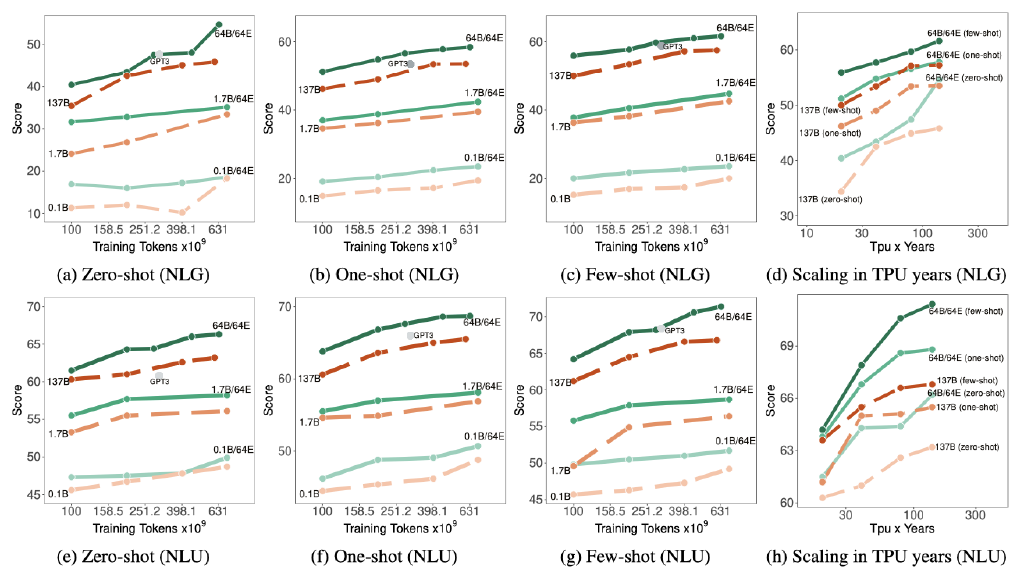 64B/64E
50
GPT3
40
137B
1.7B/64E
30
1.7B
20
0.1B/64E
10
0.1B
Score
100 158.5 251.2 398.1 631
Training Tokens x10^9
(a) Zero-shot (NLG)
60
64B/64E
GPT3
137B
1.7B/64E
40
1.7B
0.1B/64E
20
0.1B
Score
100 158.5 251.2 398.1 631
Training Tokens x10^9
(b) One-shot (NLG)
60
64B/64E
GPT3
137B
1.7B/64E
40
1.7B
0.1B/64E
20
0.1B
Score
100 158.5 251.2 398.1 631
Training Tokens x10^9
(c) Few-shot (NLG)
60
64B/64E (few-shot)
64B/64E (one-shot)
64B/64E (zero-shot)
50
137B (few-shot)
137B (one-shot)
40
137B (zero-shot)
30
Score
10 30 100 300
Tpu x Years
(d) Scaling in TPU years (NLG)
70
64B/64E
65
137B
60
GPT3
1.7B/64E
55
1.7B
50
0.1B/64E
0.1B
45
Score
100 158.5 251.2 398.1 631
Training Tokens x10^9
(e) Zero-shot (NLU)
70
64B/64E
GPT3
137B
60
1.7B/64E
1.7B
50
0.1B/64E
0.1B
Score
100 158.5 251.2 398.1 631
Training Tokens x10^9
(f) One-shot (NLU)
70
64B/64E
GPT3
65
137B
60
1.7B/64E
55
1.7B
50
0.1B/64E
0.1B
45
Score
100 158.5 251.2 398.1 631
Training Tokens x10^9
(g) Few-shot (NLU)
64B/64E (few-shot)
69
64B/64E (one-shot)
137B (few-shot)
66
64B/64E (zero-shot)
137B (one-shot)
63
137B (zero-shot)
60
Score
30 100 300
Tpu x Years
(h) Scaling in TPU years (NLU)